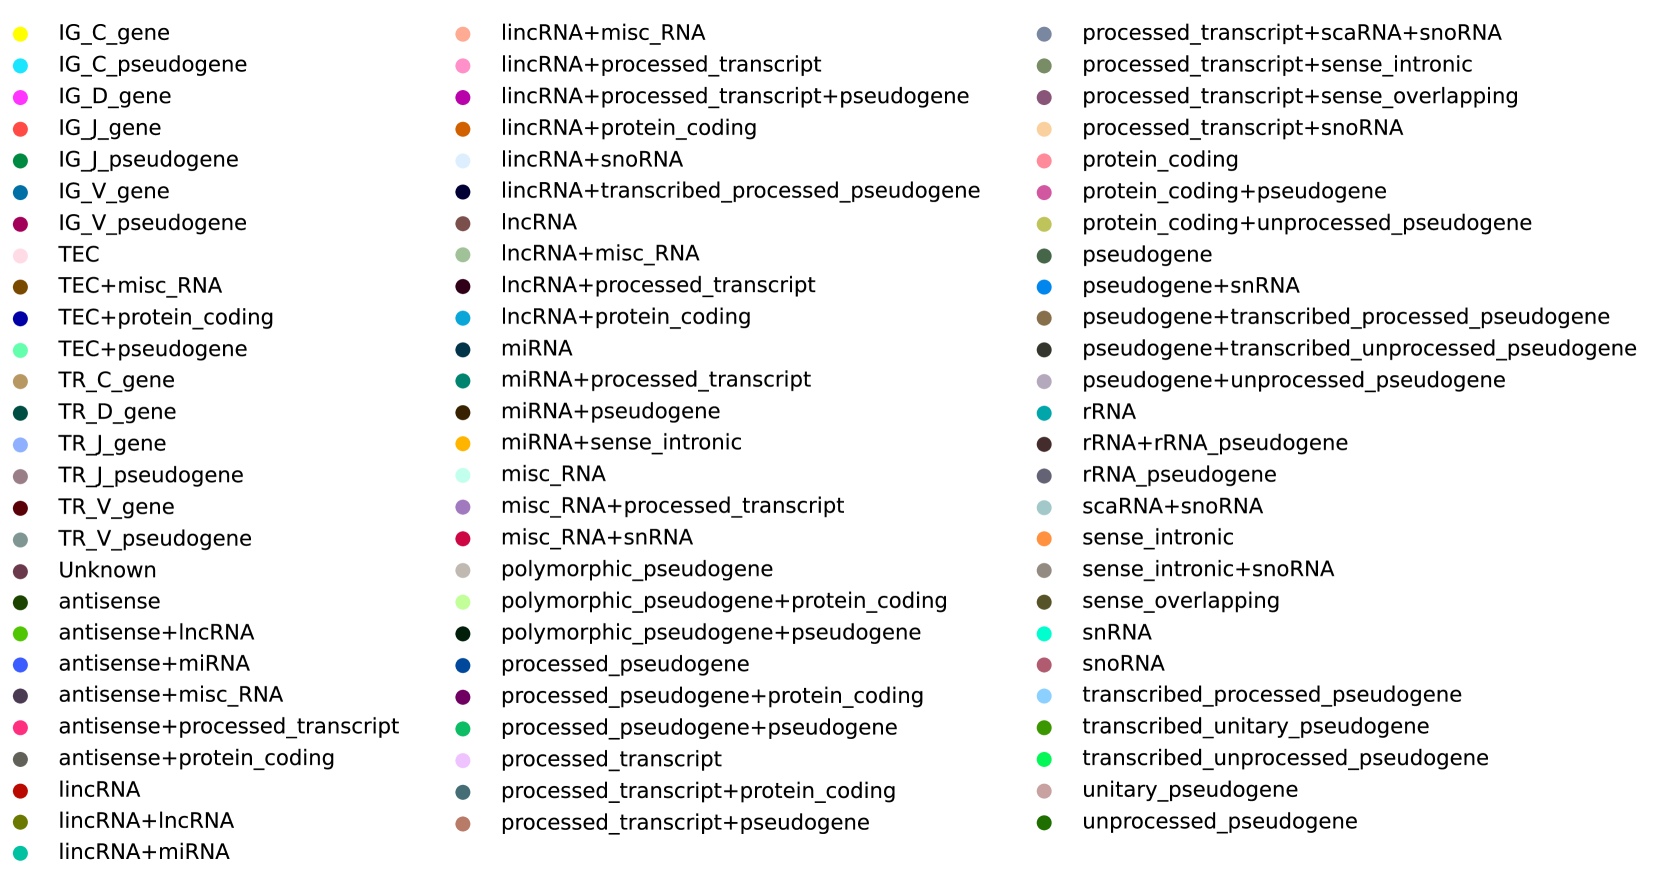 IG_C_gene
IG_C_pseudogene
IG_D_gene
IG_J_gene
IG_J_pseudogene
IG_V_gene
IG_V_pseudogene
TEC
TEC+misc_RNA
TEC+protein_coding
TEC+pseudogene
TR_C_gene
TR_D_gene
TR_J_gene
TR_J_pseudogene
TR_V_gene
TR_V_pseudogene
Unknown
antisense
antisense+lncRNA
antisense+miRNA
antisense+misc_RNA
antisense+processed_transcript
antisense+protein_coding
lincRNA
lincRNA+lncRNA
lincRNA+miRNA
lincRNA+misc_RNA
lincRNA+processed_transcript
lincRNA+processed_transcript+pseudogene
lincRNA+protein_coding
lincRNA+snoRNA
lincRNA+transcribed_processed_pseudogene
lncRNA
lncRNA+misc_RNA
lncRNA+processed_transcript
lncRNA+protein_coding
miRNA
miRNA+processed_transcript
miRNA+pseudogene
miRNA+sense_intronic
misc_RNA
misc_RNA+processed_transcript
misc_RNA+snRNA
polymorphic_pseudogene
polymorphic_pseudogene+protein_coding
polymorphic_pseudogene+pseudogene
processed_pseudogene
processed_pseudogene+protein_coding
processed_pseudogene+pseudogene
processed_transcript
processed_transcript+protein_coding
processed_transcript+pseudogene
processed_transcript+scaRNA+snoRNA
processed_transcript+sense_intronic
processed_transcript+sense_overlapping
processed_transcript+snoRNA
protein_coding
protein_coding+pseudogene
protein_coding+unprocessed_pseudogene
pseudogene
pseudogene+snRNA
pseudogene+transcribed_processed_pseudogene
pseudogene+transcribed_unprocessed_pseudogene
pseudogene+unprocessed_pseudogene
rRNA
rRNA+rRNA_pseudogene
rRNA_pseudogene
scaRNA+snoRNA
sense_intronic
sense_intronic+snoRNA
sense_overlapping
snRNA
snoRNA
transcribed_processed_pseudogene
transcribed_unitary_pseudogene
transcribed_unprocessed_pseudogene
unitary_pseudogene
unprocessed_pseudogene